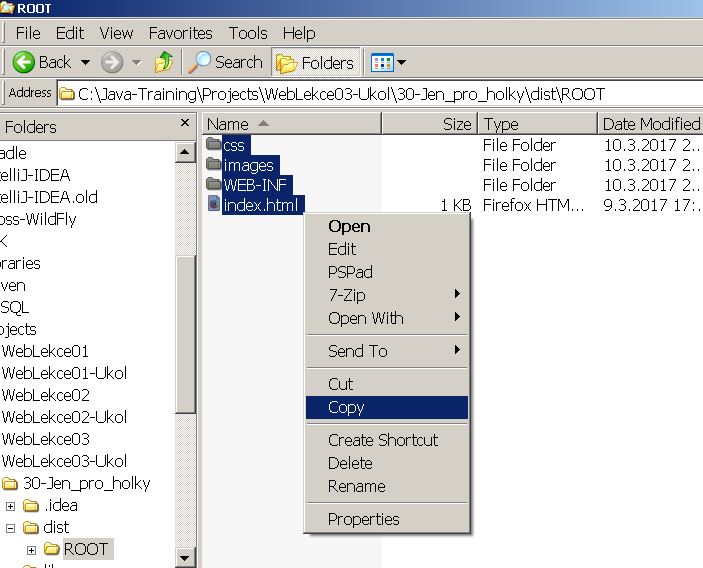 ROOT
File Edit View Favorites Tools Help
Back Search Folders
Address C:\Java-Training\Projects\WebLekce03-Ukol\30-Jen_pro_holky\dist\ROOT
Folders
adle
telliJ-IDEA
telliJ-IDEA.old
oss-WildFly
K
oraries
ven
SQL
ojects
WebLekce01
WebLekce01-Ukol
WebLekce02
WebLekce02-Ukol
WebLekce03
WebLekce03-Ukol
30-Jen_pro_holky
.idea
dist
ROOT
Name Size Type Date Modified
css File Folder 10.3.2017 2...
images File Folder 10.3.2017 2...
WEB-INF File Folder 10.3.2017 2...
index.html 1 KB Firefox HTM... 9.3.2017 17:...
Open
Edit
PSPad
7-Zip
Open With
Send To
Cut
Copy
Create Shortcut
Delete
Rename
Properties